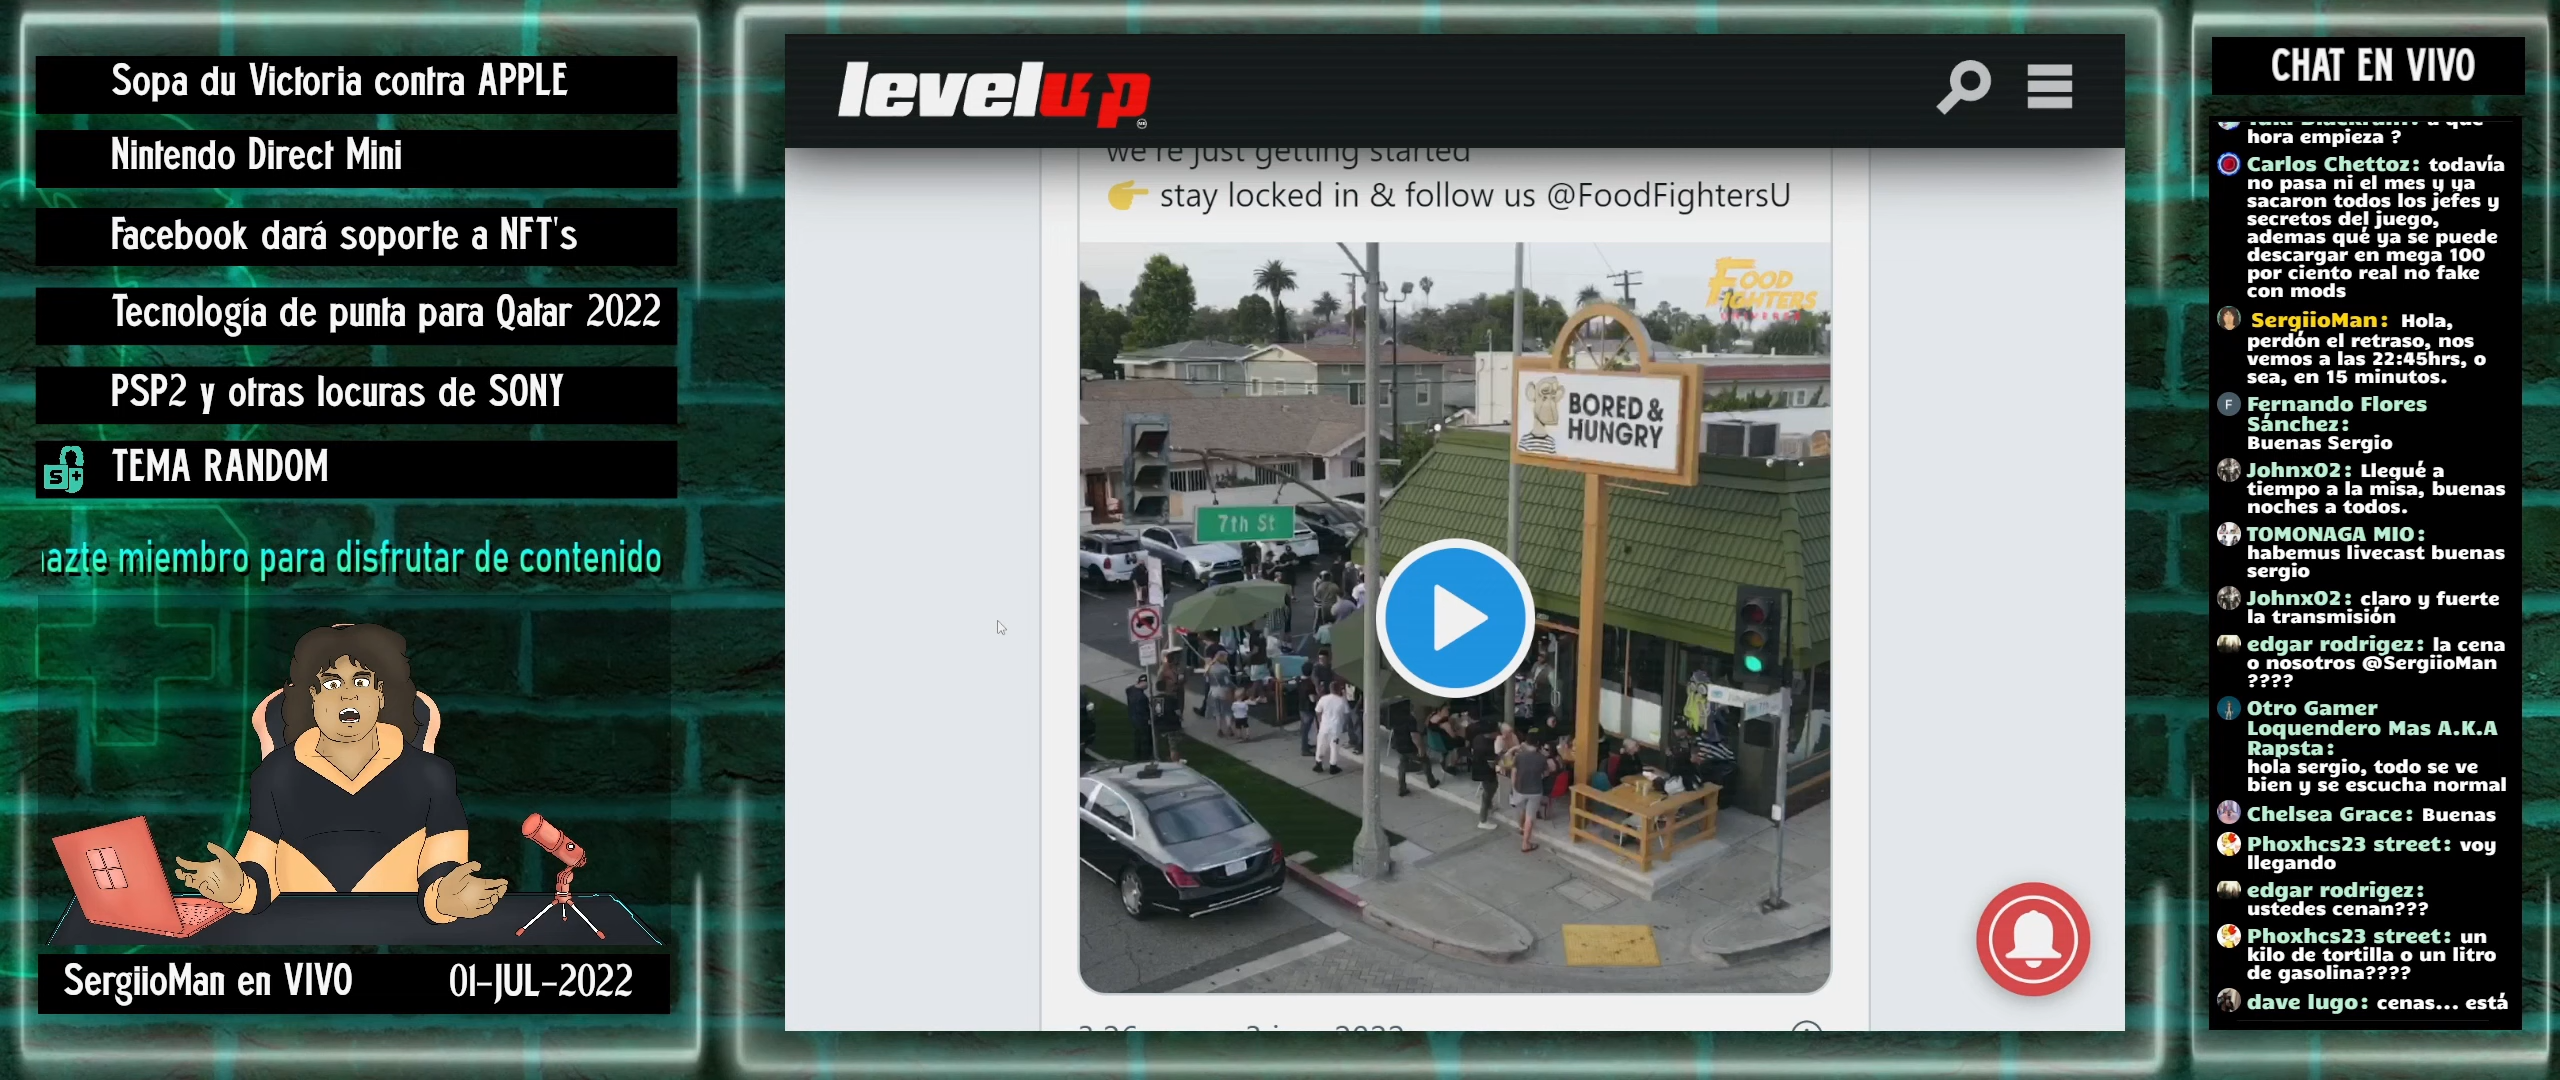 Sopa du Victoria contra APPLE
Nintendo Direct Mini
Facebook dará soporte a NFT's
Tecnología de punta para Qatar 2022
PSP2 y otras locuras de SONY
S+
TEMA RANDOM
azte miembro para disfrutar de contenido
SergiioMan en VIVO
01-JUL-2022
levelup
we're just getting started
👉 stay locked in & follow us @FoodFightersU
FOOD
FIGHTERS
UNIVERSE
BORED &
HUNGRY
7th St
CHAT EN VIVO
hora empieza ?
Carlos Chettoz: todavía
no pasa ni el mes y ya
sacaron todos los jefes y
secretos del juego,
ademas qué ya se puede
descargar en mega 100
por ciento real no fake
con mods
SergiioMan: Hola,
perdón el retraso, nos
vemos a las 22:45hrs, o
sea, en 15 minutos.
F
Fernando Flores
Sánchez:
Buenas Sergio
Johnx02: Llegué a
tiempo a la misa, buenas
noches a todos.
TOMONAGA MIO:
habemus livecast buenas
sergio
Johnx02: claro y fuerte
la transmisión
edgar rodrigez: la cena
o nosotros @SergiioMan
????
Otro Gamer
Loquendero Mas A.K.A
Rapsta:
hola sergio, todo se ve
bien y se escucha normal
Chelsea Grace: Buenas
Phoxhcs23 street: voy
llegando
edgar rodrigez:
ustedes cenan???
Phoxhcs23 street: un
kilo de tortilla o un litro
de gasolina????
dave lugo: cenas... está